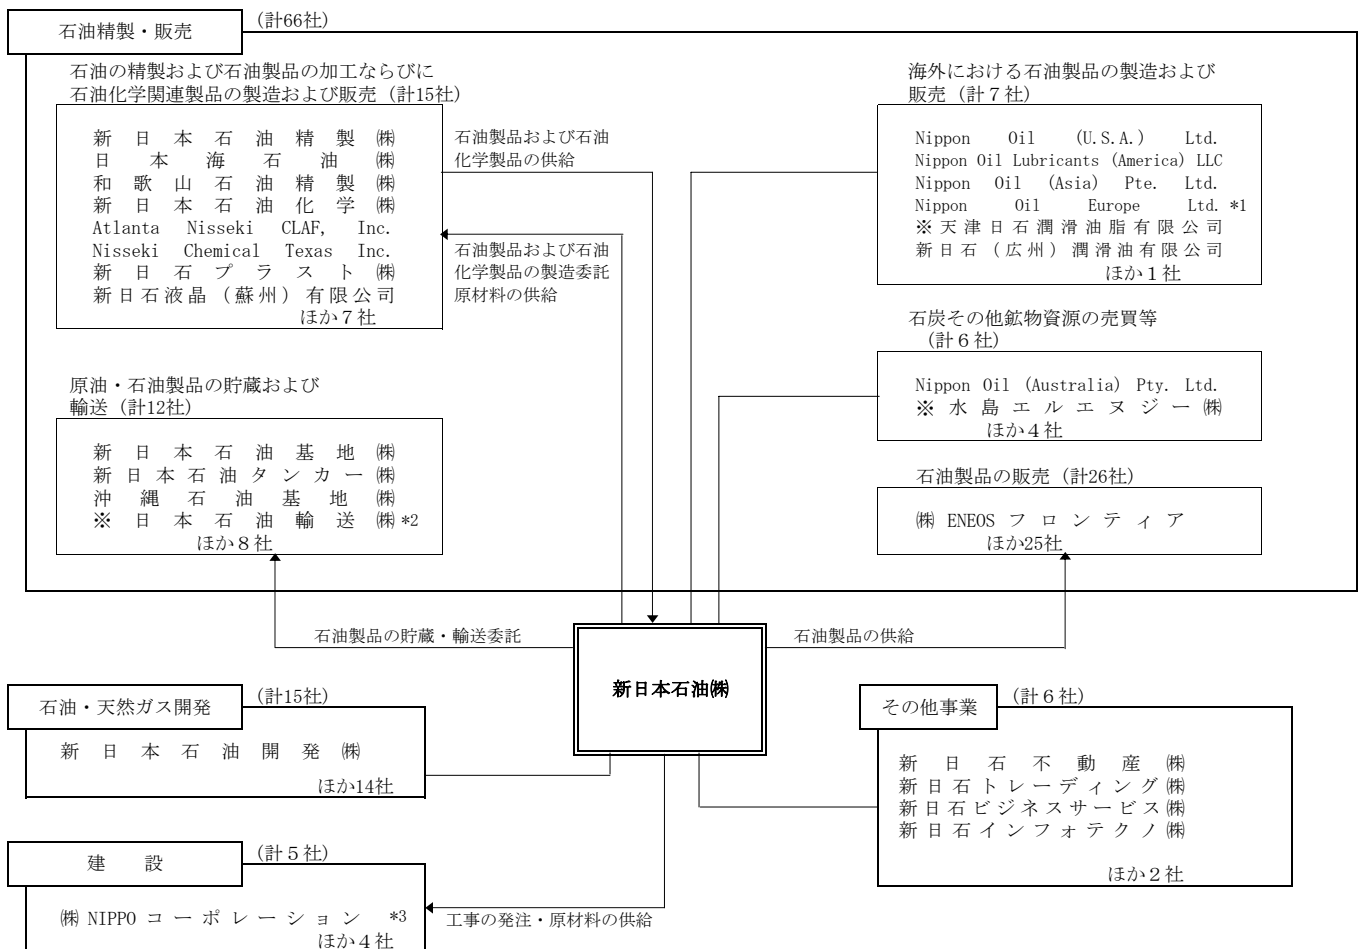 石油精製・販売
(計66社)
石油の精製および石油製品の加工ならびに
石油化学関連製品の製造および販売 (計15社)
新日本石油精製㈱
日本海石油㈱
和歌山石油精製㈱
新日本石油化学㈱
Atlanta Nisseki CLAF, Inc.
Nisseki Chemical Texas Inc.
新日石プラスト㈱
新日石液晶(蘇州)有限公司
ほか7社
石油製品および石油
化学製品の供給
石油製品および石油
化学製品の製造委託
原材料の供給
原油・石油製品の貯蔵および
輸送 (計12社)
新日本石油基地㈱
新日本石油タンカー㈱
沖縄石油基地㈱
※日本石油輸送㈱*2
ほか8社
海外における石油製品の製造および
販売 (計7社)
Nippon Oil (U.S.A.) Ltd.
Nippon Oil Lubricants (America) LLC
Nippon Oil (Asia) Pte. Ltd.
Nippon Oil Europe Ltd. *1
※天津日石潤滑油脂有限公司
新日石(広州)潤滑油有限公司
ほか1社
石炭その他鉱物資源の売買等
(計6社)
Nippon Oil (Australia) Pty. Ltd.
※水島エルエヌジー㈱
ほか4社
石油製品の販売 (計26社)
㈱ENEOSフロンティア
ほか25社
石油製品の貯蔵・輸送委託
石油製品の供給
新日本石油㈱
石油・天然ガス開発
(計15社)
新日本石油開発㈱
ほか14社
その他事業
(計6社)
新日石不動産㈱
新日石トレーディング㈱
新日石ビジネスサービス㈱
新日石インフォテクノ㈱
ほか2社
建 設
(計5社)
㈱NIPPOコーポレーション *3
ほか4社
工事の発注・原材料の供給